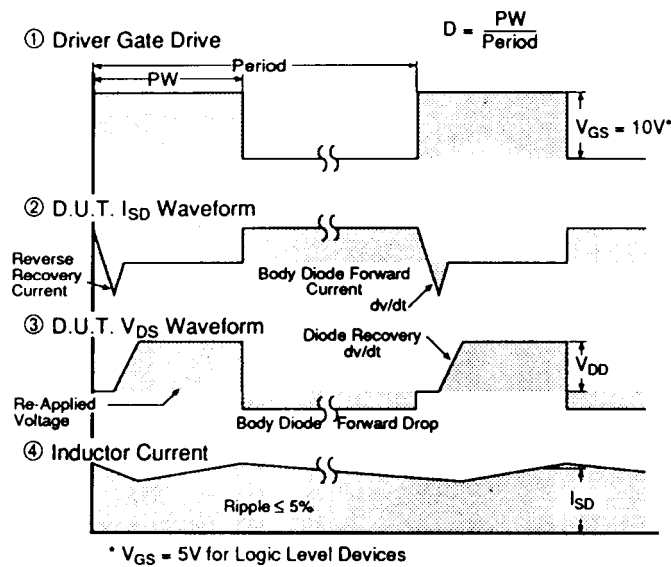 ① Driver Gate Drive
D = PW / Period
Period
PW
V_GS = 10V*
② D.U.T. I_SD Waveform
Reverse
Recovery
Current
Body Diode Forward
Current
dv/dt
③ D.U.T. V_DS Waveform
Diode Recovery
dv/dt
V_DD
Re-Applied
Voltage
Body Diode Forward Drop
④ Inductor Current
Ripple ≤ 5%
I_SD
* V_GS = 5V for Logic Level Devices